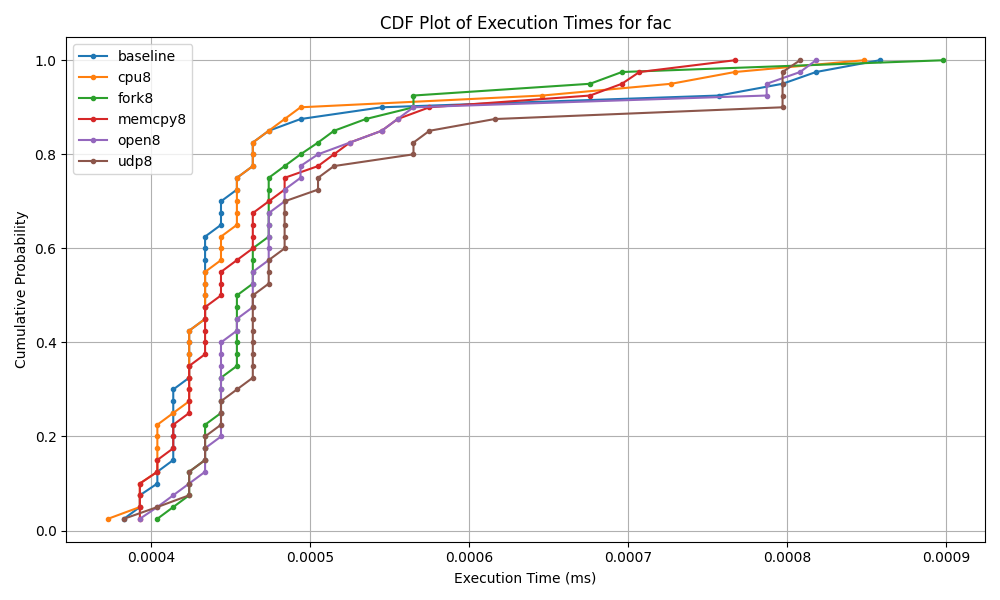 CDF Plot of Execution Times for fac
baseline
cpu8
fork8
memcpy8
open8
udp8
Cumulative Probability
1.0
0.8
0.6
0.4
0.2
0.0
0.0004 0.0005 0.0006 0.0007 0.0008 0.0009
Execution Time (ms)